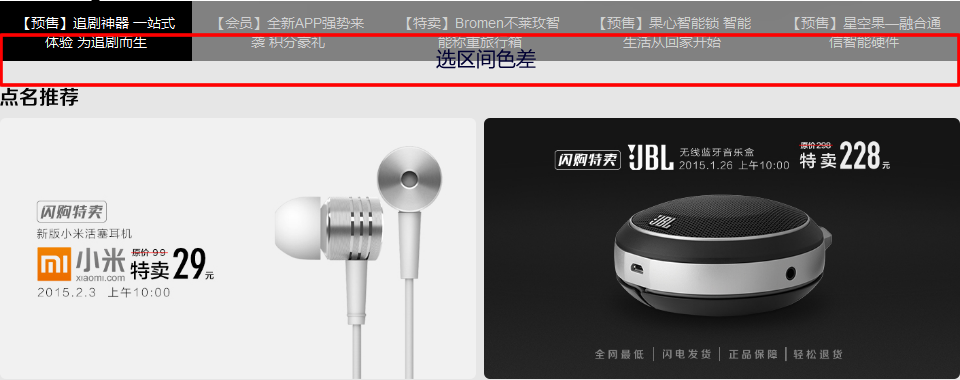 【预售】追剧神器 一站式
体验 为追剧而生
【会员】全新APP强势来
袭 积分豪礼
【特卖】Bromen不莱玫智
能称重旅行箱
【预售】果心智能锁 智能
生活从回家开始
【预售】星空果—融合通
信智能硬件
选区间色差
点名推荐
闪购特卖
新版小米活塞耳机
小米
xiaomi.com
原价99
特卖29元
2015.2.3 上午10:00
闪购特卖
JBL
无线蓝牙音乐盒
2015.1.26 上午10:00
原价298
特卖228元
JBL
全网最低｜闪电发货｜正品保障｜轻松退货